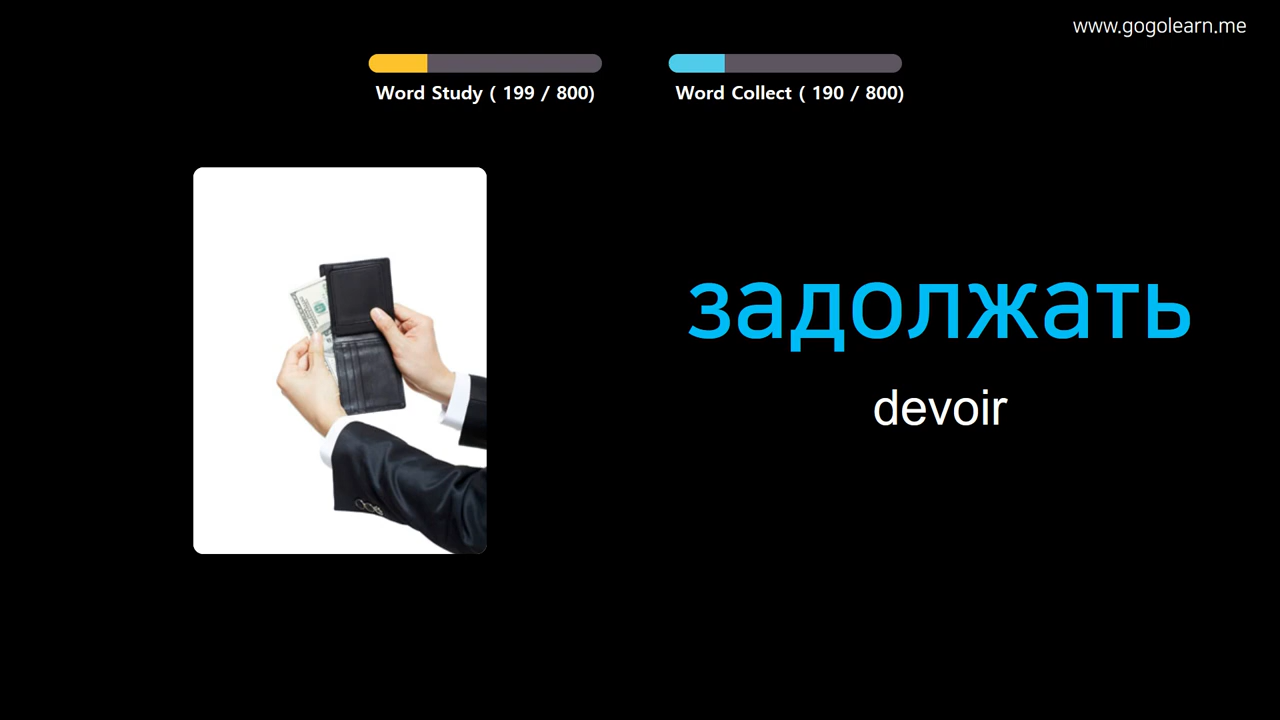 www.gogolearn.me
Word Study ( 199 / 800)
Word Collect ( 190 / 800)
задолжать
devoir